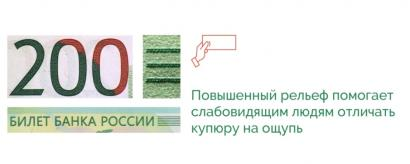 200
БИЛЕТ БАНКА РОССИИ
Повышенный рельеф помогает
слабовидящим людям отличать
купюру на ощупь